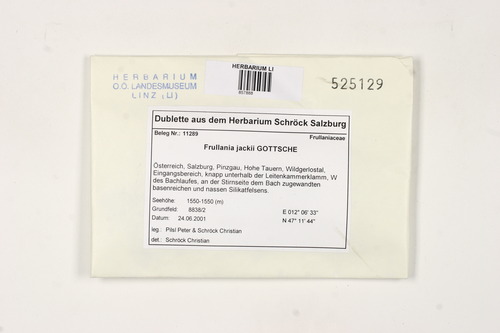 HERBARIUM
O.Ö. LANDESMUSEUM
LINZ (LI)
HERBARIUM LI
525129
Dublette aus dem Herbarium Schröck Salzburg
Beleg Nr.: 11289 Frullaniaceae
Frullania jackii GOTTSCHE
Österreich, Salzburg, Pinzgau, Hohe Tauern, Wildgerlostal,
Eingangsbereich, knapp unterhalb der Leitenkammerklamm, W
des Bachlaufes, an der Stirnseite dem Bach zugewandten
basenreichen und nassen Silikatfelsens.
Seehöhe: 1550-1550 (m)
Grundfeld: 8838/2 E 012° 06' 33"
Datum: 24.06.2001 N 47° 11' 44"
leg.: Pilsl Peter & Schröck Christian
det.: Schröck Christian